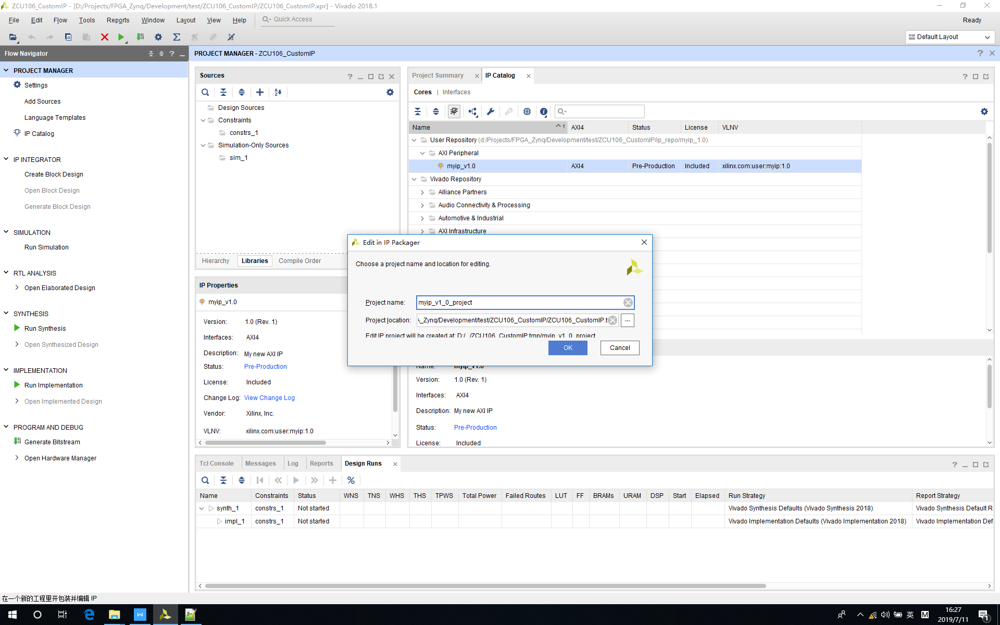 ZCU106_CustomIP - [D:/Projects/FPGA_Zynq/Development/test/ZCU106_CustomIP/ZCU106_CustomIP.xpr] - Vivado 2018.1
File Edit Flow Tools Reports Window Layout View Help Quick Access Ready
Default Layout
Flow Navigator
PROJECT MANAGER
Settings
Add Sources
Language Templates
IP Catalog
IP INTEGRATOR
Create Block Design
Open Block Design
Generate Block Design
SIMULATION
Run Simulation
RTL ANALYSIS
Open Elaborated Design
SYNTHESIS
Run Synthesis
Open Synthesized Design
IMPLEMENTATION
Run Implementation
Open Implemented Design
PROGRAM AND DEBUG
Generate Bitstream
Open Hardware Manager
PROJECT MANAGER - ZCU106_CustomIP
Sources
Design Sources
Constraints
constrs_1
Simulation-Only Sources
sim_1
Hierarchy Libraries Compile Order
IP Properties
myip_v1.0
Version: 1.0 (Rev. 1)
Interfaces: AXI4
Description: My new AXI IP
Status: Pre-Production
License: Included
Change Log: View Change Log
Vendor: Xilinx, Inc.
VLNV: xilinx.com:user:myip:1.0
Project Summary IP Catalog
Cores | Interfaces
Name 1 AXI4 Status License VLNV
User Repository (d:/Projects/FPGA_Zynq/Development/test/ZCU106_CustomIP/ip_repo/myip_1.0)
AXI Peripheral
myip_v1.0 AXI4 Pre-Production Included xilinx.com:user:myip:1.0
Vivado Repository
Alliance Partners
Audio Connectivity & Processing
Automotive & Industrial
AXI Infrastructure
Edit in IP Packager
Choose a project name and location for editing.
Project name: myip_v1_0_project
Project location: _Zynq/Development/test/ZCU106_CustomIP/ZCU106_CustomIP.t ...
Edit IP project will be created at: D:/../ZCU106_CustomIP.tmp/myip_v1_0_project
OK Cancel
Name: myip_v1.0
Version: 1.0 (Rev. 1)
Interfaces: AXI4
Description: My new AXI IP
Status: Pre-Production
License: Included
Tcl Console Messages Log Reports Design Runs
Name Constraints Status WNS TNS WHS THS TPWS Total Power Failed Routes LUT FF BRAMs URAM DSP Start Elapsed Run Strategy Report Strategy
synth_1 constrs_1 Not started Vivado Synthesis Defaults (Vivado Synthesis 2018) Vivado Synthesis Default R
impl_1 constrs_1 Not started Vivado Implementation Defaults (Vivado Implementation 2018) Vivado Implementation Def
在一个新的工程里开包装并编辑 IP
英 M 16:27
2019/7/11 1